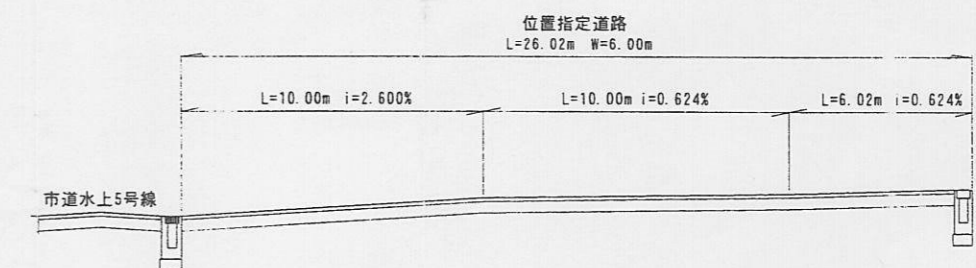 位置指定道路
L=26.02m W=6.00m
L=10.00m i=2.600%
L=10.00m i=0.624%
L=6.02m i=0.624%
市道水上5号線